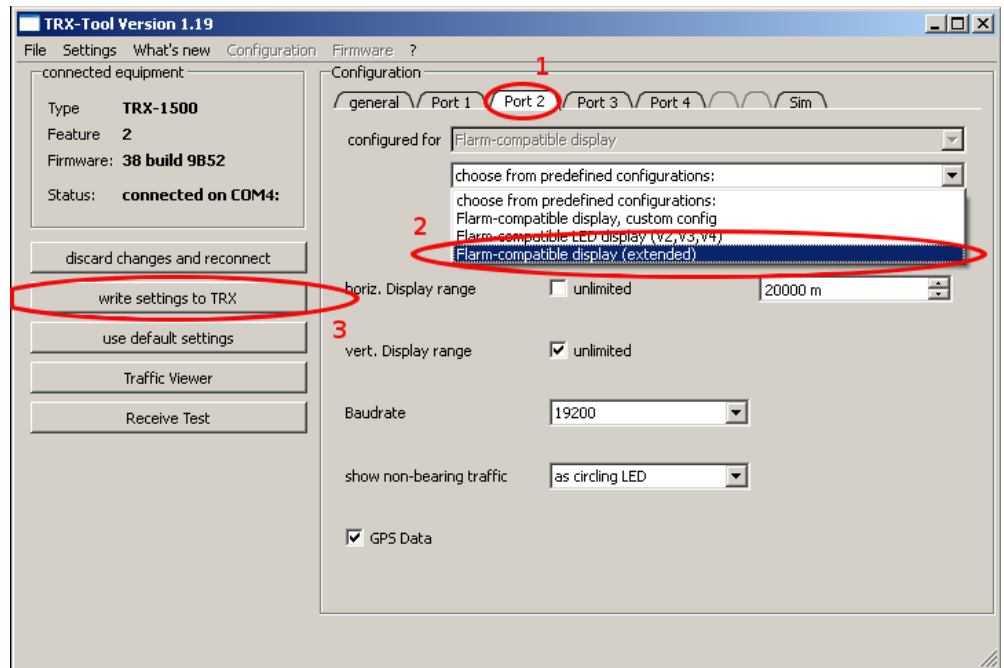 TRX-Tool Version 1.19
File Settings What's new Configuration Firmware ?
connected equipment
Type TRX-1500
Feature 2
Firmware: 38 build 9B52
Status: connected on COM4:
discard changes and reconnect
write settings to TRX
use default settings
Traffic Viewer
Receive Test
Configuration
1
general Port 1 Port 2 Port 3 Port 4 Sim
configured for Flarm-compatible display
choose from predefined configurations:
choose from predefined configurations:
Flarm-compatible display, custom config
2
Flarm-compatible LED display (V2,V3,V4)
Flarm-compatible display (extended)
horiz. Display range unlimited 20000 m
3
vert. Display range unlimited
Baudrate 19200
show non-bearing traffic as circling LED
GPS Data